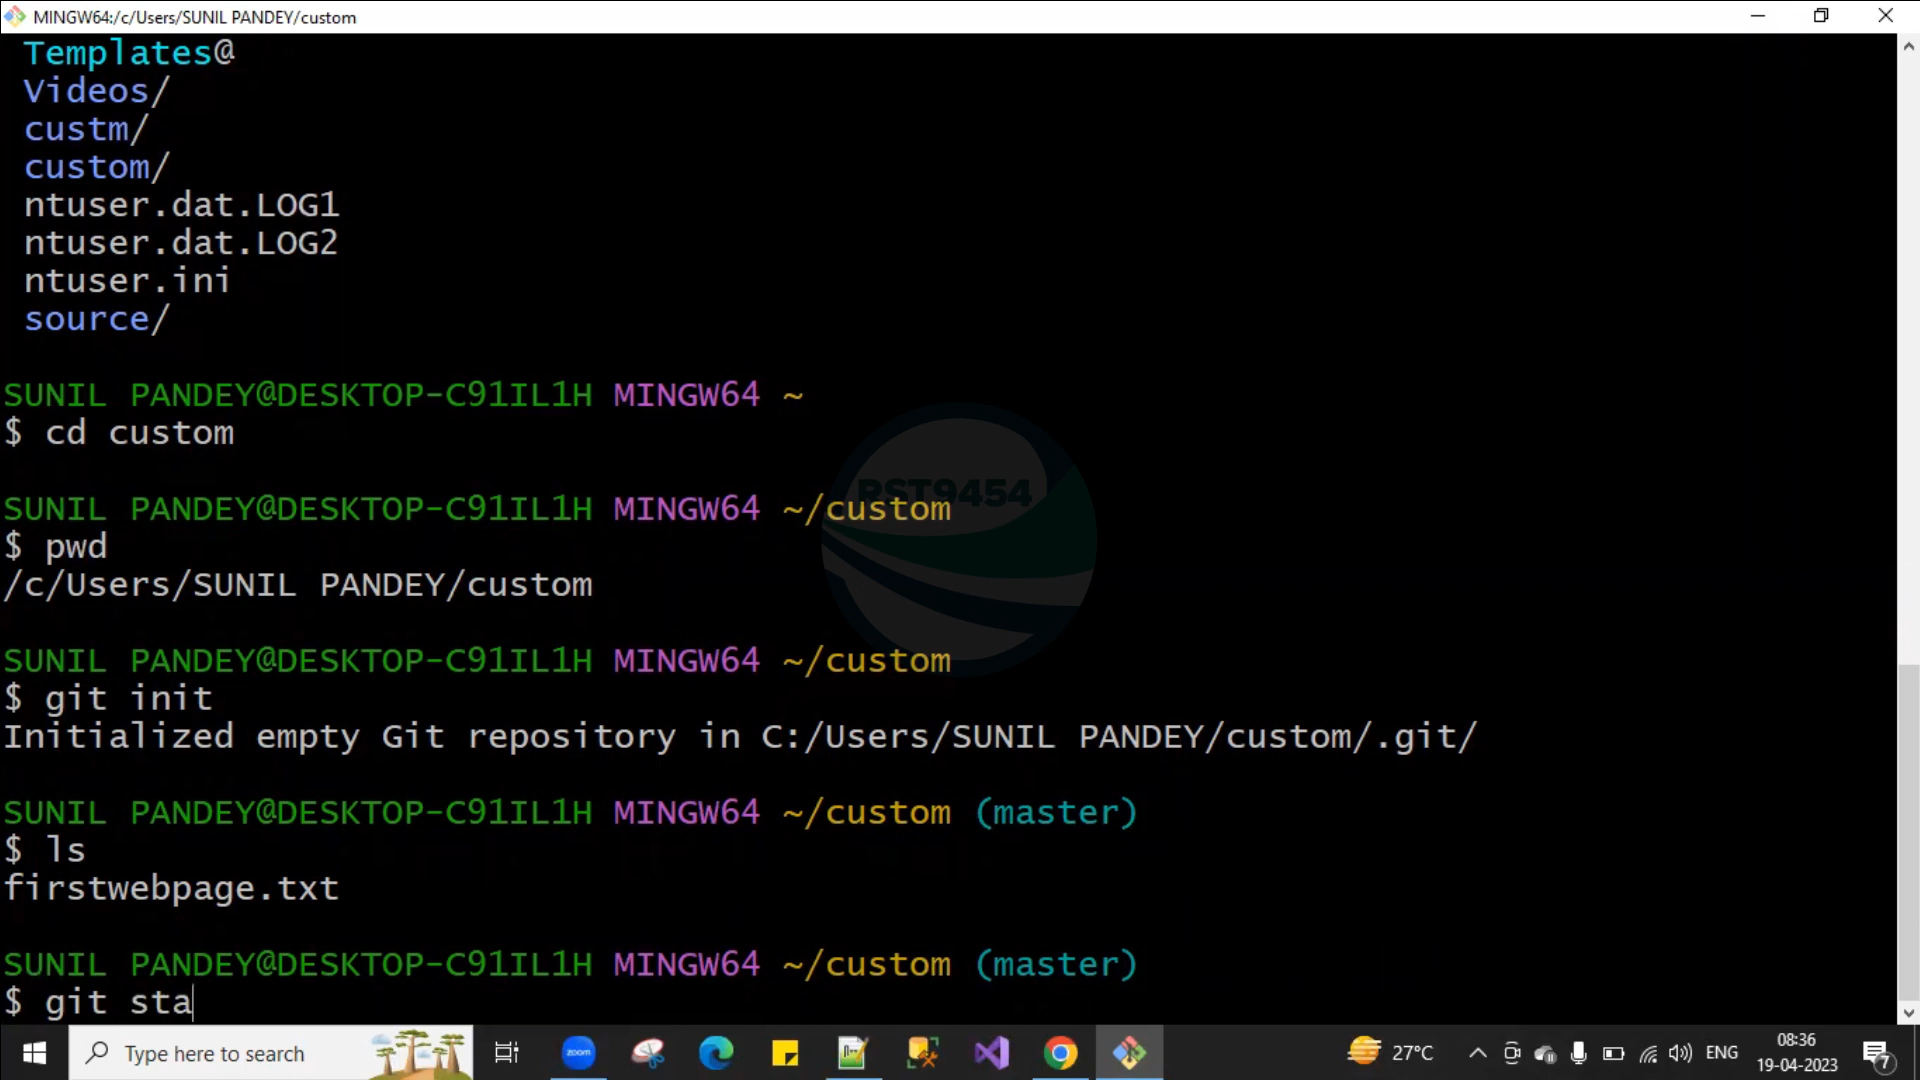 MINGW64:/c/Users/SUNIL PANDEY/custom
Templates@
Videos/
custm/
custom/
ntuser.dat.LOG1
ntuser.dat.LOG2
ntuser.ini
source/
SUNIL PANDEY@DESKTOP-C91IL1H MINGW64 ~
$ cd custom
SUNIL PANDEY@DESKTOP-C91IL1H MINGW64 ~/custom
$ pwd
/c/Users/SUNIL PANDEY/custom
RST9454
SUNIL PANDEY@DESKTOP-C91IL1H MINGW64 ~/custom
$ git init
Initialized empty Git repository in C:/Users/SUNIL PANDEY/custom/.git/
SUNIL PANDEY@DESKTOP-C91IL1H MINGW64 ~/custom (master)
$ ls
firstwebpage.txt
SUNIL PANDEY@DESKTOP-C91IL1H MINGW64 ~/custom (master)
$ git sta
Type here to search
zoom
27°C
ENG
08:36
19-04-2023
7